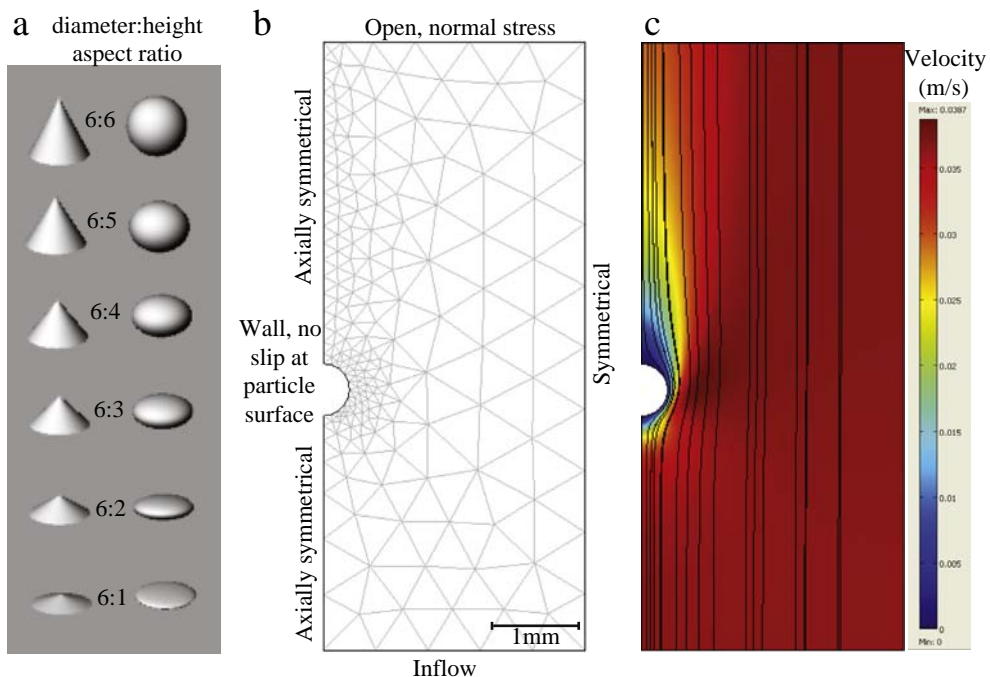 a
diameter:height
aspect ratio
6:6
6:5
6:4
6:3
6:2
6:1
b
Open, normal stress
Axially symmetrical
Wall, no
slip at
particle
surface
Axially symmetrical
Symmetrical
1mm
Inflow
c
Velocity
(m/s)
Max: 0.0387
0.035
0.03
0.025
0.02
0.015
0.01
0.005
0
Min: 0